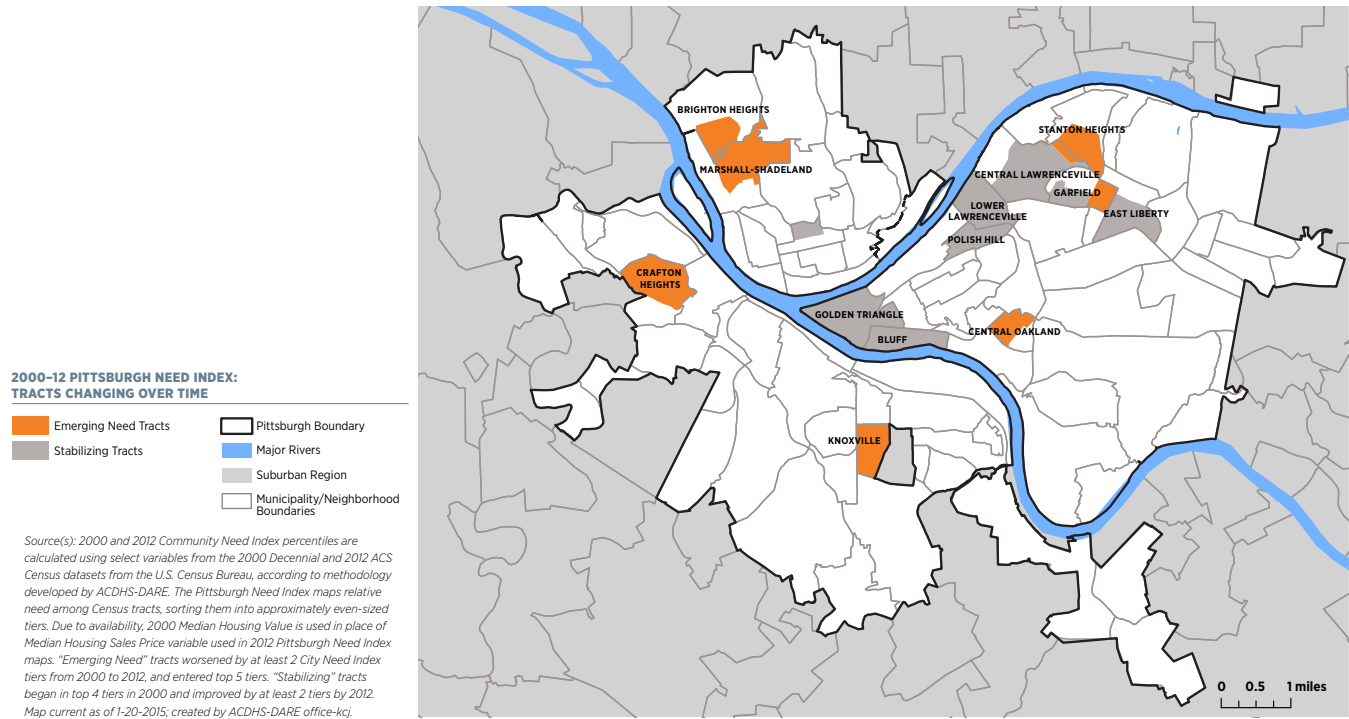 2000–12 PITTSBURGH NEED INDEX:
TRACTS CHANGING OVER TIME
Emerging Need Tracts
Stabilizing Tracts
Pittsburgh Boundary
Major Rivers
Suburban Region
Municipality/Neighborhood
Boundaries
Source(s): 2000 and 2012 Community Need Index percentiles are
calculated using select variables from the 2000 Decennial and 2012 ACS
Census datasets from the U.S. Census Bureau, according to methodology
developed by ACDHS-DARE. The Pittsburgh Need Index maps relative
need among Census tracts, sorting them into approximately even-sized
tiers. Due to availability, 2000 Median Housing Value is used in place of
Median Housing Sales Price variable used in 2012 Pittsburgh Need Index
maps. “Emerging Need” tracts worsened by at least 2 City Need Index
tiers from 2000 to 2012, and entered top 5 tiers. “Stabilizing” tracts
began in top 4 tiers in 2000 and improved by at least 2 tiers by 2012.
Map current as of 1-20-2015; created by ACDHS-DARE office-kcj.
BRIGHTON HEIGHTS
MARSHALL-SHADELAND
STANTON HEIGHTS
CENTRAL LAWRENCEVILLE
GARFIELD
LOWER
LAWRENCEVILLE
EAST LIBERTY
POLISH HILL
CRAFTON
HEIGHTS
GOLDEN TRIANGLE
BLUFF
CENTRAL OAKLAND
KNOXVILLE
0 0.5 1 miles